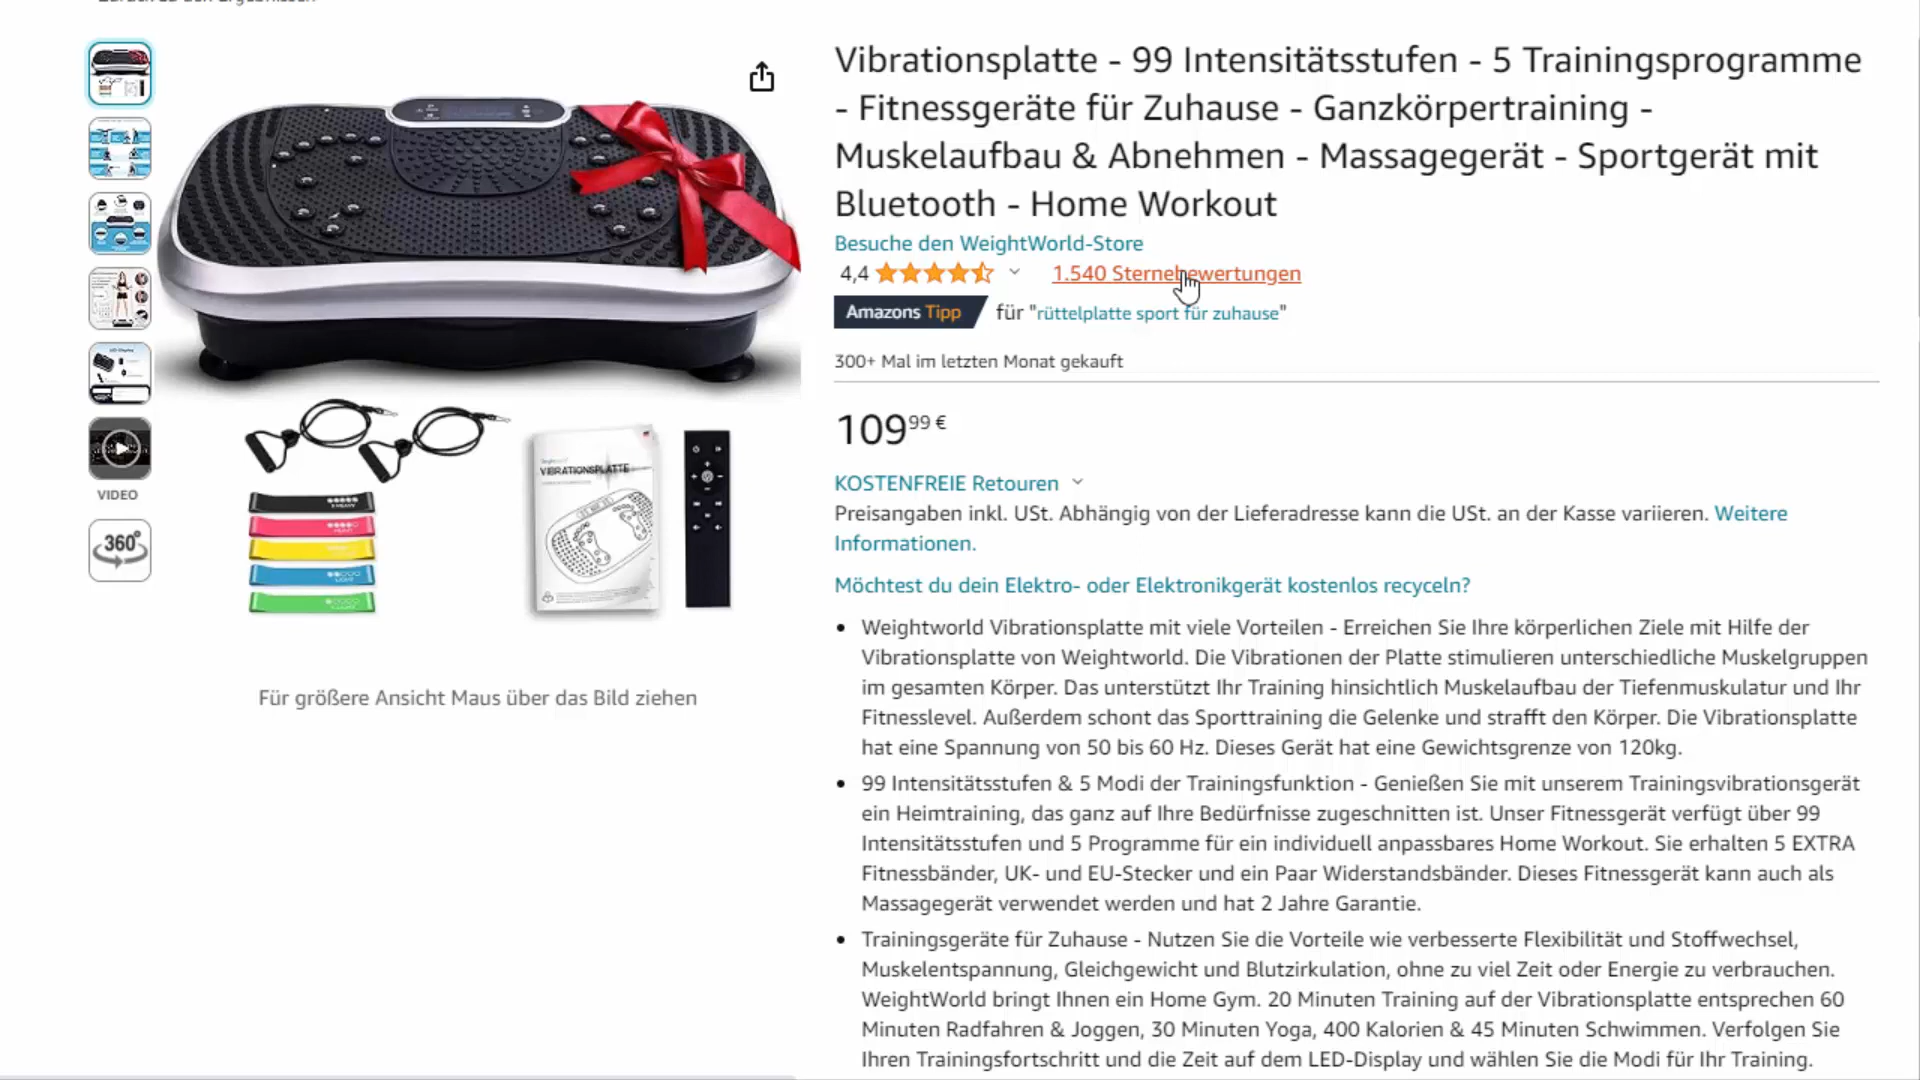 Vibrationsplatte - 99 Intensitätsstufen - 5 Trainingsprogramme
- Fitnessgeräte für Zuhause - Ganzkörpertraining -
Muskelaufbau & Abnehmen - Massagegerät - Sportgerät mit
Bluetooth - Home Workout
Besuche den WeightWorld-Store
4,4
1.540 Sternebewertungen
Amazons Tipp für "rüttelplatte sport für zuhause"
300+ Mal im letzten Monat gekauft
109 99 €
KOSTENFREIE Retouren
Preisangaben inkl. USt. Abhängig von der Lieferadresse kann die USt. an der Kasse variieren. Weitere
Informationen.
Möchtest du dein Elektro- oder Elektronikgerät kostenlos recyceln?
• Weightworld Vibrationsplatte mit viele Vorteilen - Erreichen Sie Ihre körperlichen Ziele mit Hilfe der
Vibrationsplatte von Weightworld. Die Vibrationen der Platte stimulieren unterschiedliche Muskelgruppen
im gesamten Körper. Das unterstützt Ihr Training hinsichtlich Muskelaufbau der Tiefenmuskulatur und Ihr
Fitnesslevel. Außerdem schont das Sporttraining die Gelenke und strafft den Körper. Die Vibrationsplatte
hat eine Spannung von 50 bis 60 Hz. Dieses Gerät hat eine Gewichtsgrenze von 120kg.
• 99 Intensitätsstufen & 5 Modi der Trainingsfunktion - Genießen Sie mit unserem Trainingsvibrationsgerät
ein Heimtraining, das ganz auf Ihre Bedürfnisse zugeschnitten ist. Unser Fitnessgerät verfügt über 99
Intensitätsstufen und 5 Programme für ein individuell anpassbares Home Workout. Sie erhalten 5 EXTRA
Fitnessbänder, UK- und EU-Stecker und ein Paar Widerstandsbänder. Dieses Fitnessgerät kann auch als
Massagegerät verwendet werden und hat 2 Jahre Garantie.
• Trainingsgeräte für Zuhause - Nutzen Sie die Vorteile wie verbesserte Flexibilität und Stoffwechsel,
Muskelentspannung, Gleichgewicht und Blutzirkulation, ohne zu viel Zeit oder Energie zu verbrauchen.
WeightWorld bringt Ihnen ein Home Gym. 20 Minuten Training auf der Vibrationsplatte entsprechen 60
Minuten Radfahren & Joggen, 30 Minuten Yoga, 400 Kalorien & 45 Minuten Schwimmen. Verfolgen Sie
Ihren Trainingsfortschritt und die Zeit auf dem LED-Display und wählen Sie die Modi für Ihr Training.
VIDEO
360°
VIBRATIONSPLATTE
Für größere Ansicht Maus über das Bild ziehen